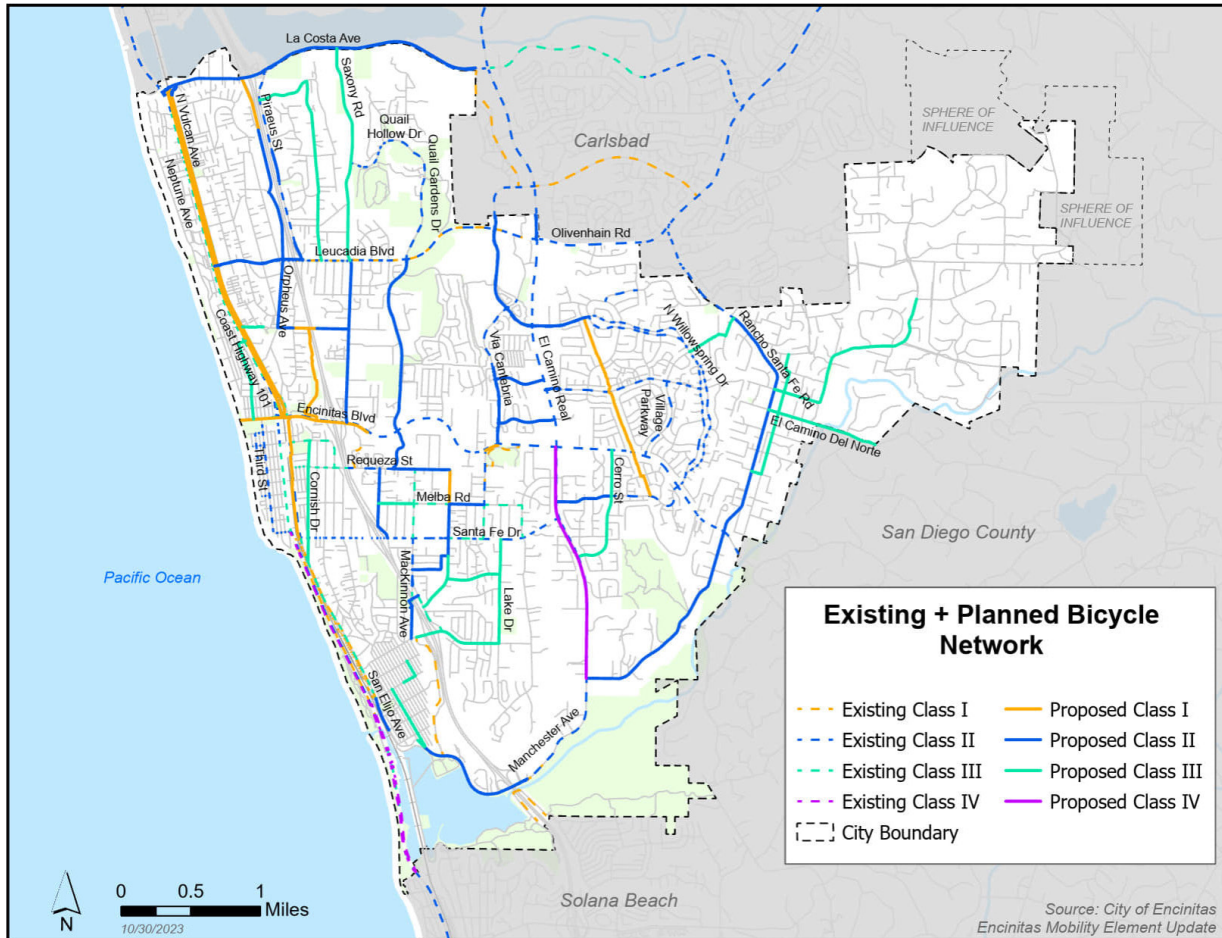 La Costa Ave
Saxony Rd
N Vulcan Ave
Piraeus St
Neptune Ave
Quail
Hollow Dr
Quail Gardens Dr
Carlsbad
SPHERE OF
INFLUENCE
SPHERE OF
INFLUENCE
Olivenhain Rd
Leucadia Blvd
Orpheus Ave
Coast Highway 101
Via Cantebria
El Camino Real
N Willowspring Dr
Rancho Santa Fe Rd
Village
Parkway
Encinitas Blvd
El Camino Del Norte
Third St
Requeza St
Cornish Dr
Melba Rd
Cerro St
Santa Fe Dr
MacKinnon Ave
Lake Dr
San Diego County
Pacific Ocean
San Elijo Ave
Manchester Ave
Solana Beach
Existing + Planned Bicycle
Network
Existing Class I
Proposed Class I
Existing Class II
Proposed Class II
Existing Class III
Proposed Class III
Existing Class IV
Proposed Class IV
City Boundary
N
0 0.5 1
Miles
10/30/2023
Source: City of Encinitas
Encinitas Mobility Element Update